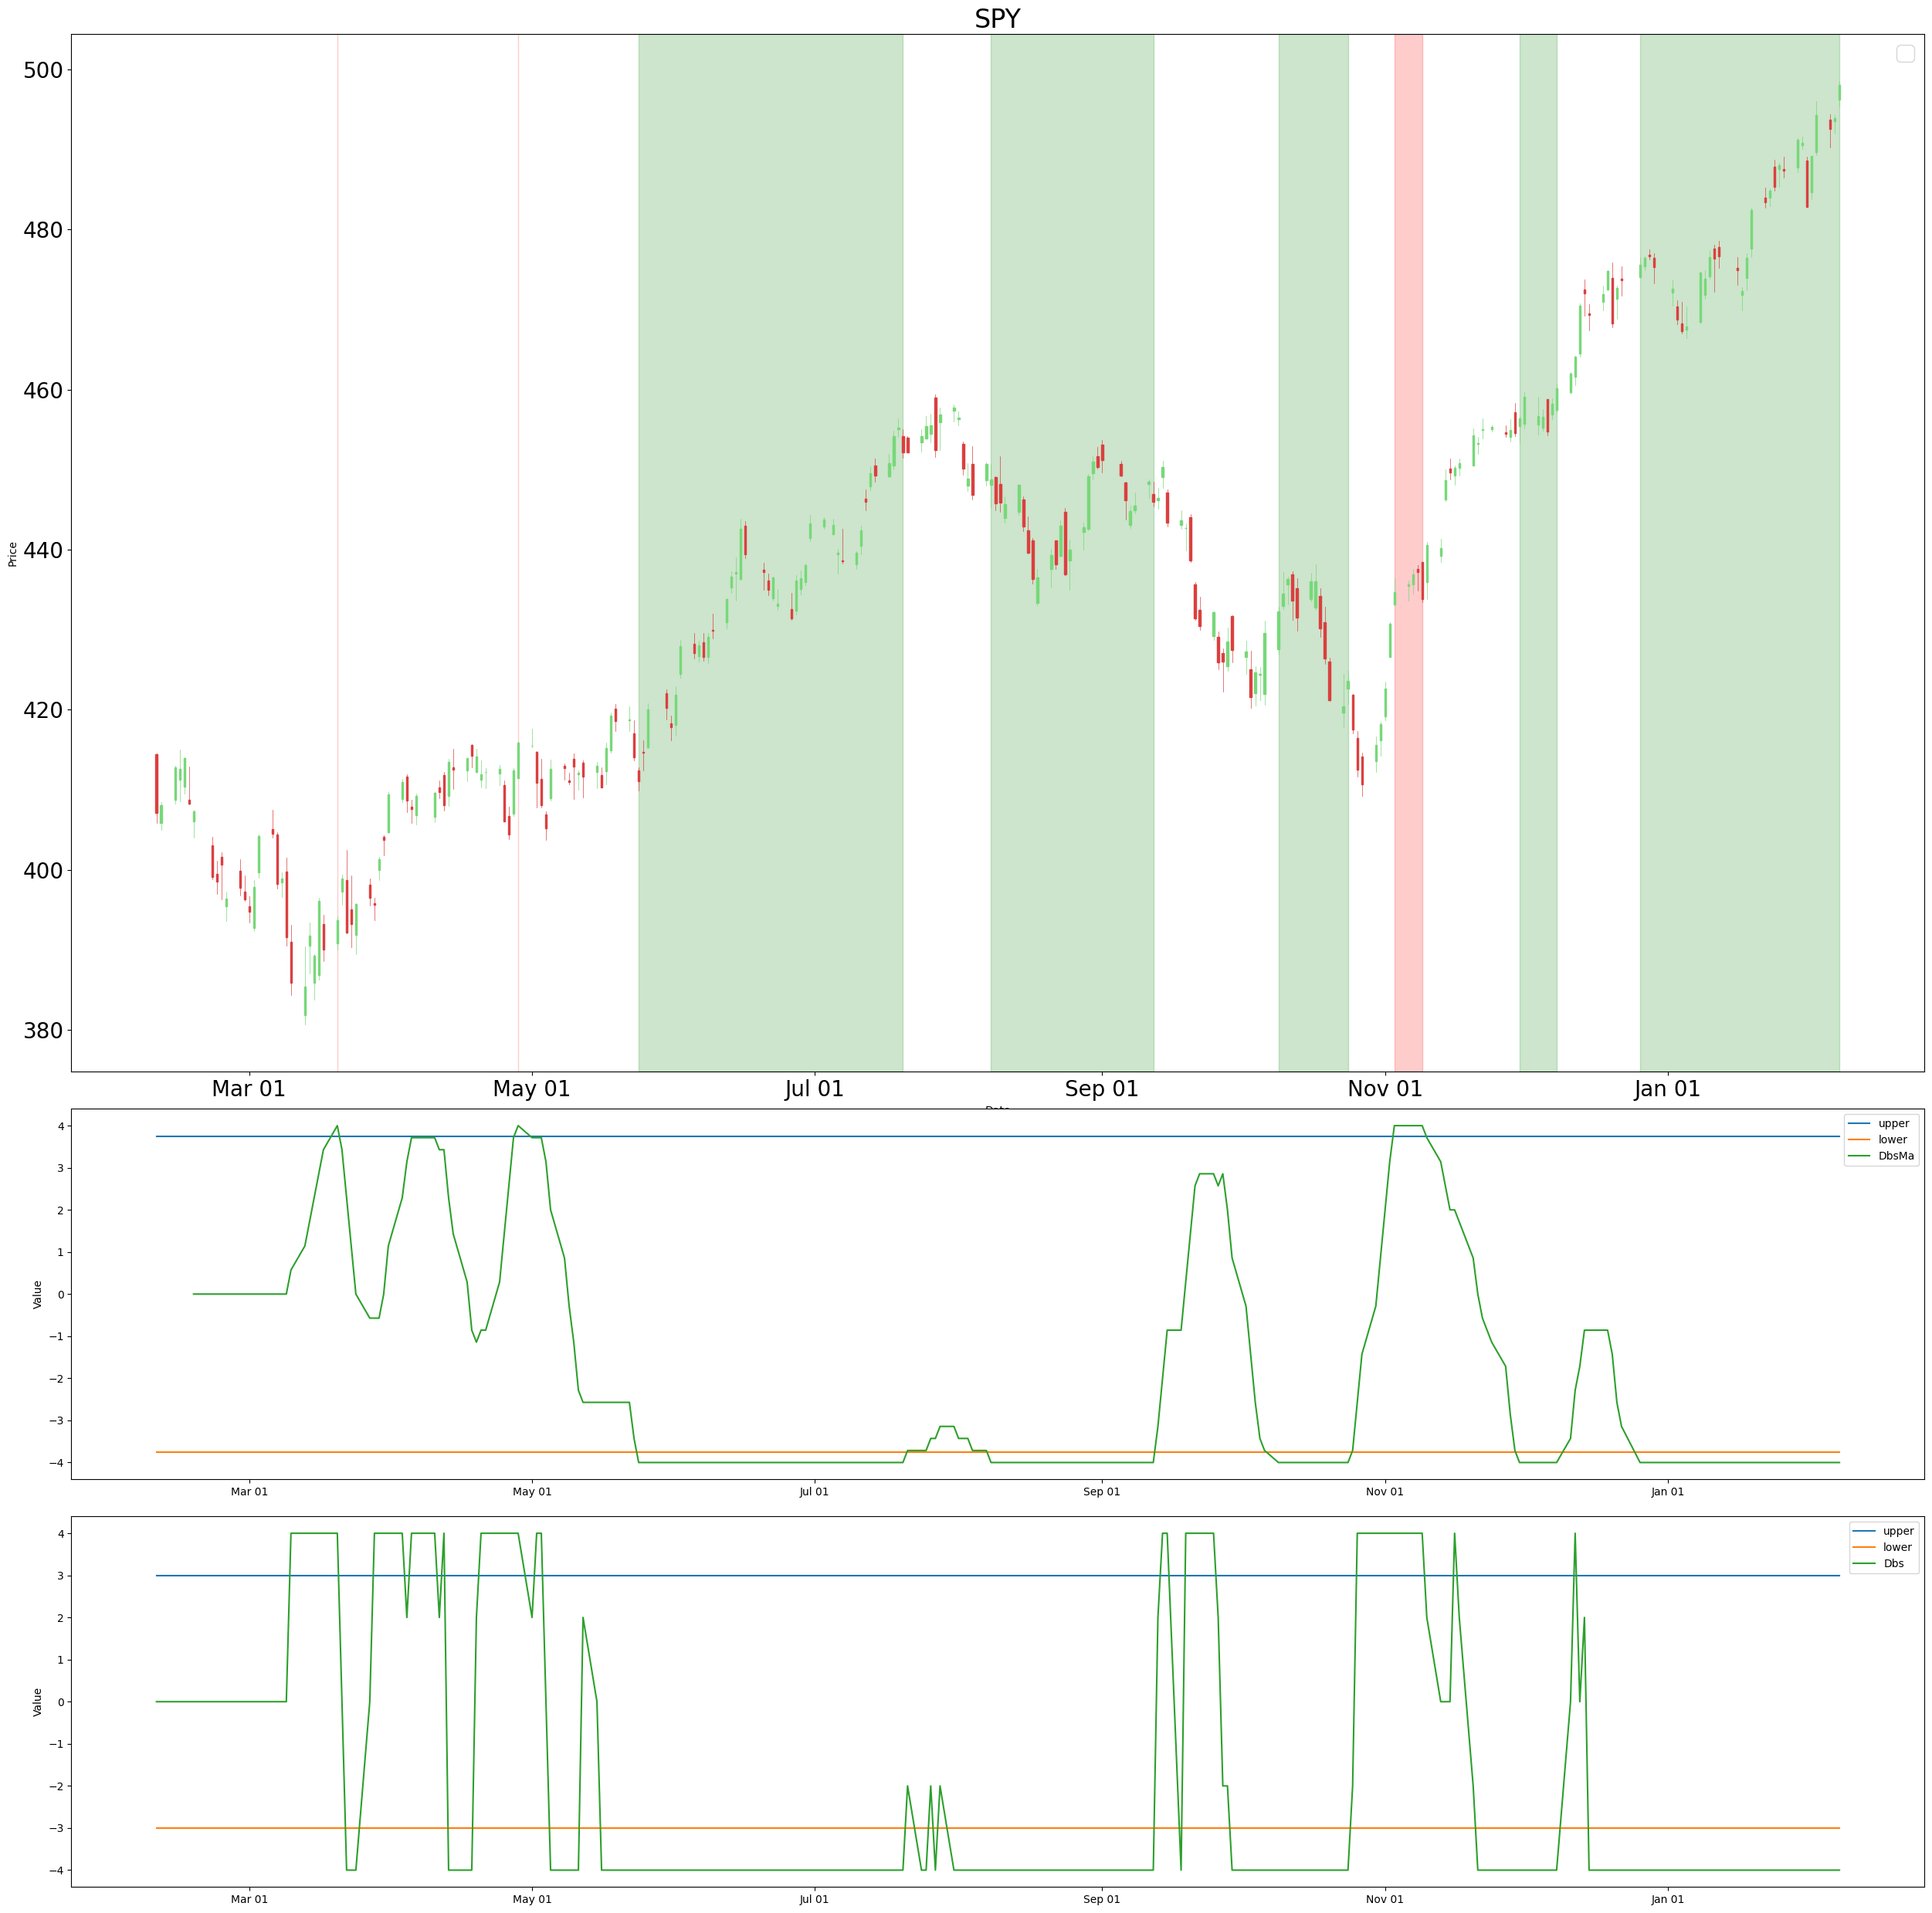 SPY
500
480
460
440
420
400
380
Price
Mar 01
May 01
Jul 01
Sep 01
Nov 01
Jan 01
4
3
2
1
0
−1
−2
−3
−4
Value
upper
lower
DbsMa
Mar 01
May 01
Jul 01
Sep 01
Nov 01
Jan 01
4
3
2
1
0
−1
−2
−3
−4
Value
upper
lower
Dbs
Mar 01
May 01
Jul 01
Sep 01
Nov 01
Jan 01